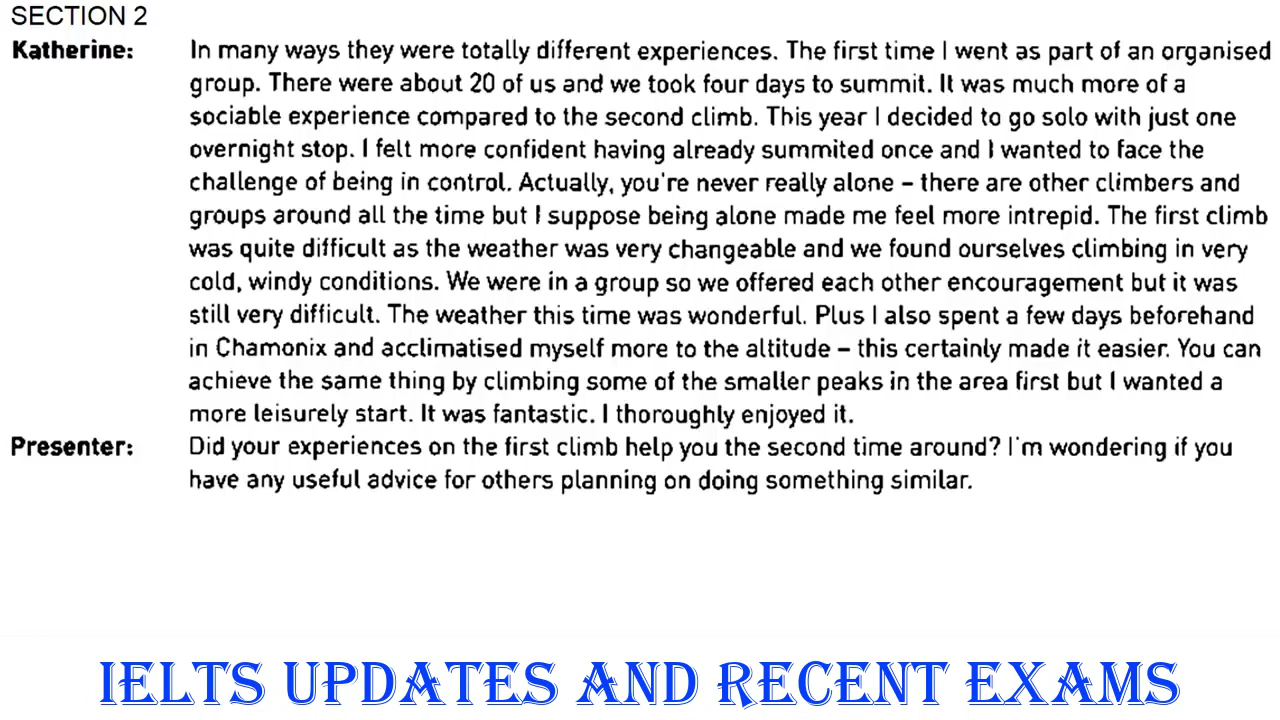 SECTION 2
Katherine: In many ways they were totally different experiences. The first time I went as part of an organised
group. There were about 20 of us and we took four days to summit. It was much more of a
sociable experience compared to the second climb. This year I decided to go solo with just one
overnight stop. I felt more confident having already summited once and I wanted to face the
challenge of being in control. Actually, you're never really alone – there are other climbers and
groups around all the time but I suppose being alone made me feel more intrepid. The first climb
was quite difficult as the weather was very changeable and we found ourselves climbing in very
cold, windy conditions. We were in a group so we offered each other encouragement but it was
still very difficult. The weather this time was wonderful. Plus I also spent a few days beforehand
in Chamonix and acclimatised myself more to the altitude – this certainly made it easier. You can
achieve the same thing by climbing some of the smaller peaks in the area first but I wanted a
more leisurely start. It was fantastic. I thoroughly enjoyed it.
Presenter: Did your experiences on the first climb help you the second time around? I'm wondering if you
have any useful advice for others planning on doing something similar.
IELTS UPDATES AND RECENT EXAMS